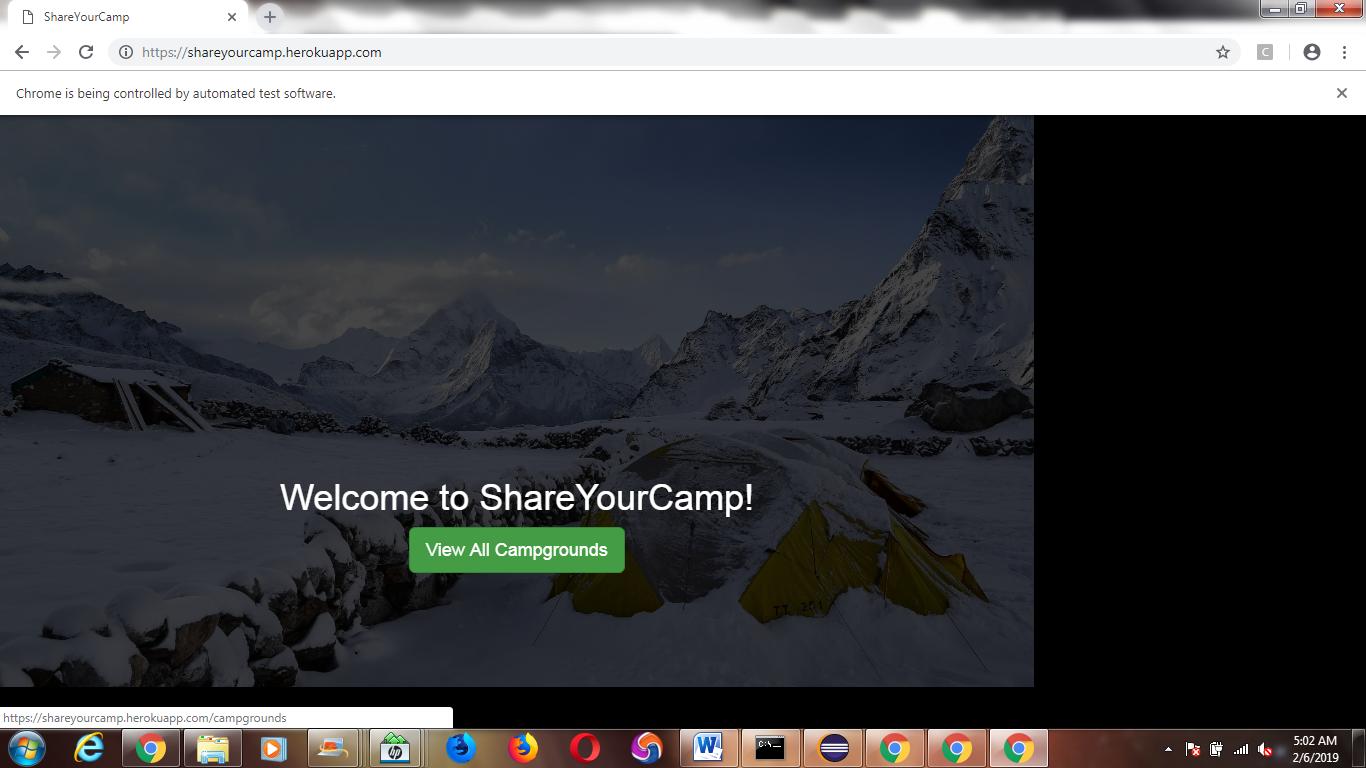 ShareYourCamp
https://shareyourcamp.herokuapp.com
C
Chrome is being controlled by automated test software.
Welcome to ShareYourCamp!
View All Campgrounds
https://shareyourcamp.herokuapp.com/campgrounds
hp
W
C:\_
5:02 AM
2/6/2019